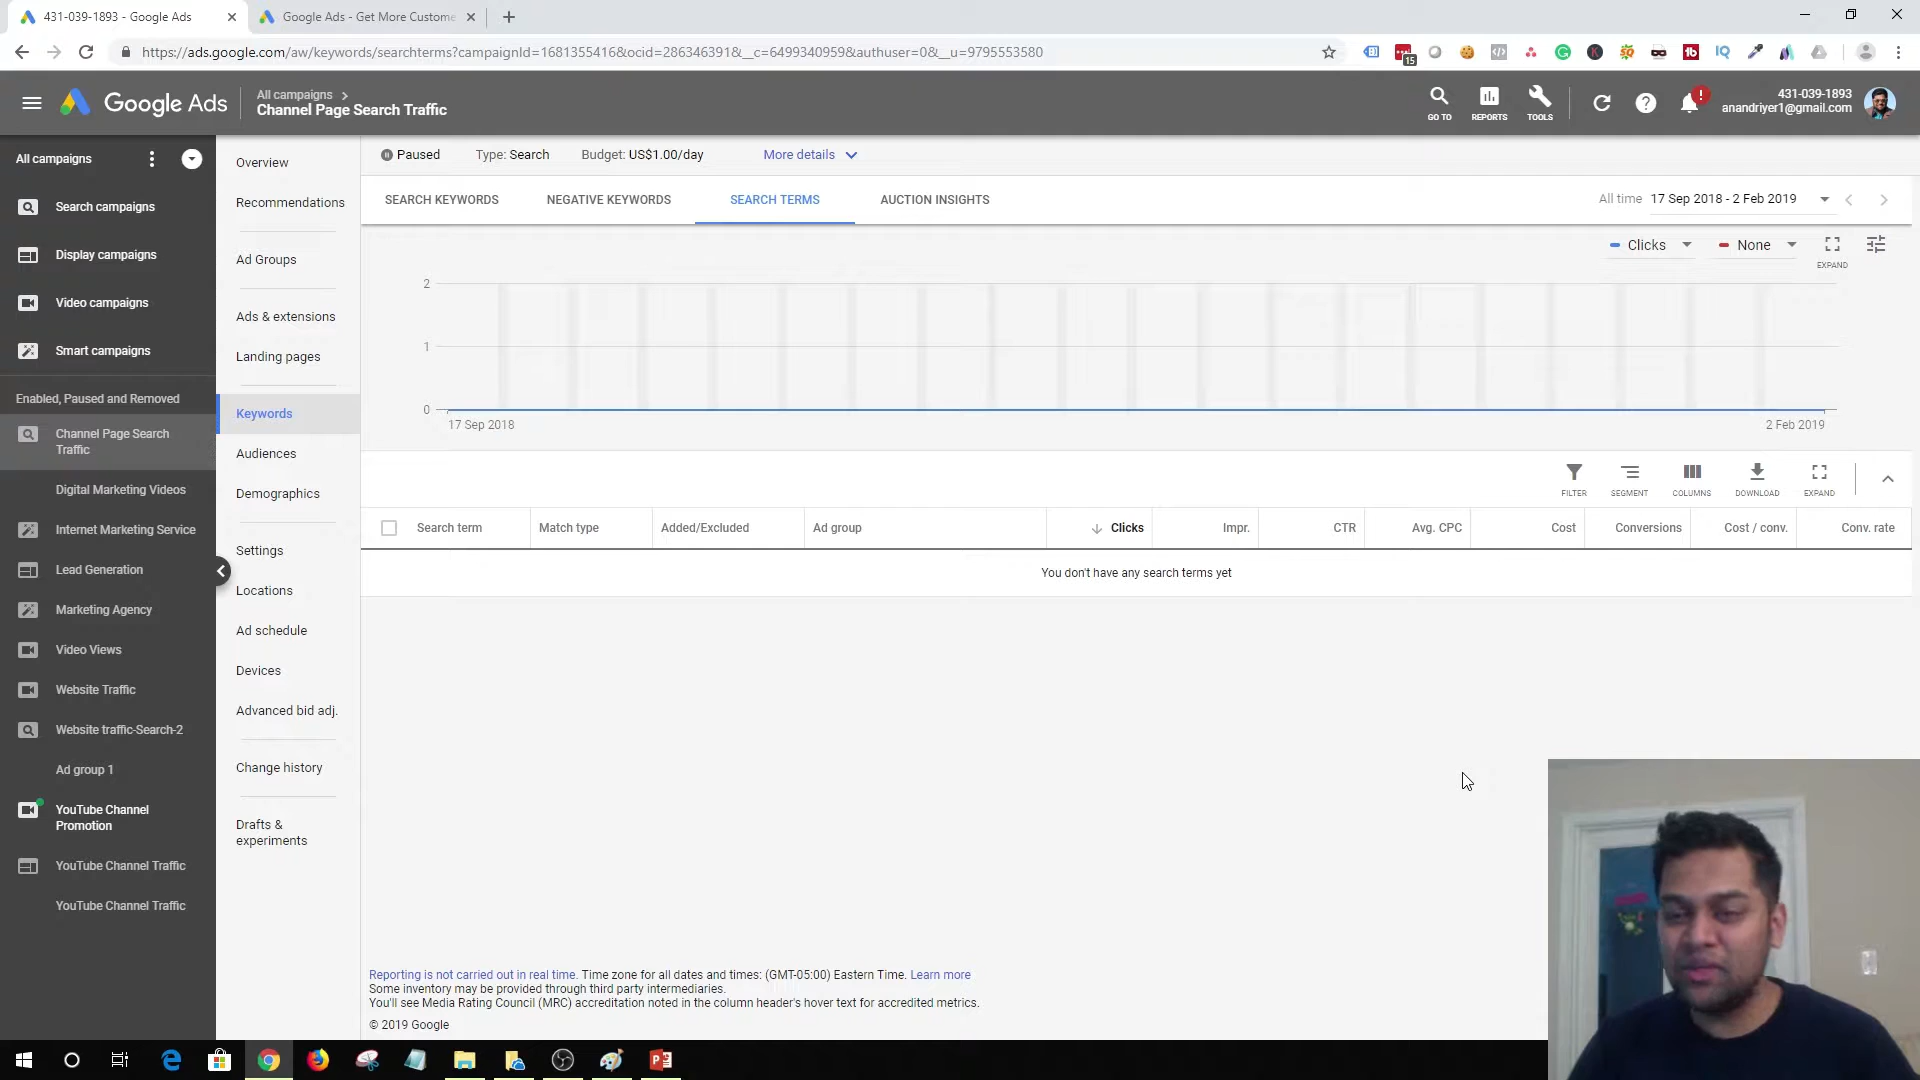 431-039-1893 - Google Ads
Google Ads - Get More Custome
https://ads.google.com/aw/keywords/searchterms?campaignId=1681355416&ocid=286346391&__c=6499340959&authuser=0&__u=9795553580
15
Google Ads
All campaigns
Channel Page Search Traffic
GO TO
REPORTS
TOOLS
!
431-039-1893
anandriyer1@gmail.com
All campaigns
Search campaigns
Display campaigns
Video campaigns
Smart campaigns
Enabled, Paused and Removed
Channel Page Search
Traffic
Digital Marketing Videos
Internet Marketing Service
Lead Generation
Marketing Agency
Video Views
Website Traffic
Website traffic-Search-2
Ad group 1
YouTube Channel
Promotion
YouTube Channel Traffic
YouTube Channel Traffic
Overview
Recommendations
Ad Groups
Ads & extensions
Landing pages
Keywords
Audiences
Demographics
Settings
Locations
Ad schedule
Devices
Advanced bid adj.
Change history
Drafts &
experiments
Paused
Type: Search
Budget: US$1.00/day
More details
SEARCH KEYWORDS
NEGATIVE KEYWORDS
SEARCH TERMS
AUCTION INSIGHTS
All time 17 Sep 2018 - 2 Feb 2019
Clicks
None
EXPAND
2
1
0
17 Sep 2018
2 Feb 2019
FILTER
SEGMENT
COLUMNS
DOWNLOAD
EXPAND
Search term
Match type
Added/Excluded
Ad group
Clicks
Impr.
CTR
Avg. CPC
Cost
Conversions
Cost / conv.
Conv. rate
You don't have any search terms yet
Reporting is not carried out in real time. Time zone for all dates and times: (GMT-05:00) Eastern Time. Learn more
Some inventory may be provided through third party intermediaries.
You'll see Media Rating Council (MRC) accreditation noted in the column header's hover text for accredited metrics.
© 2019 Google